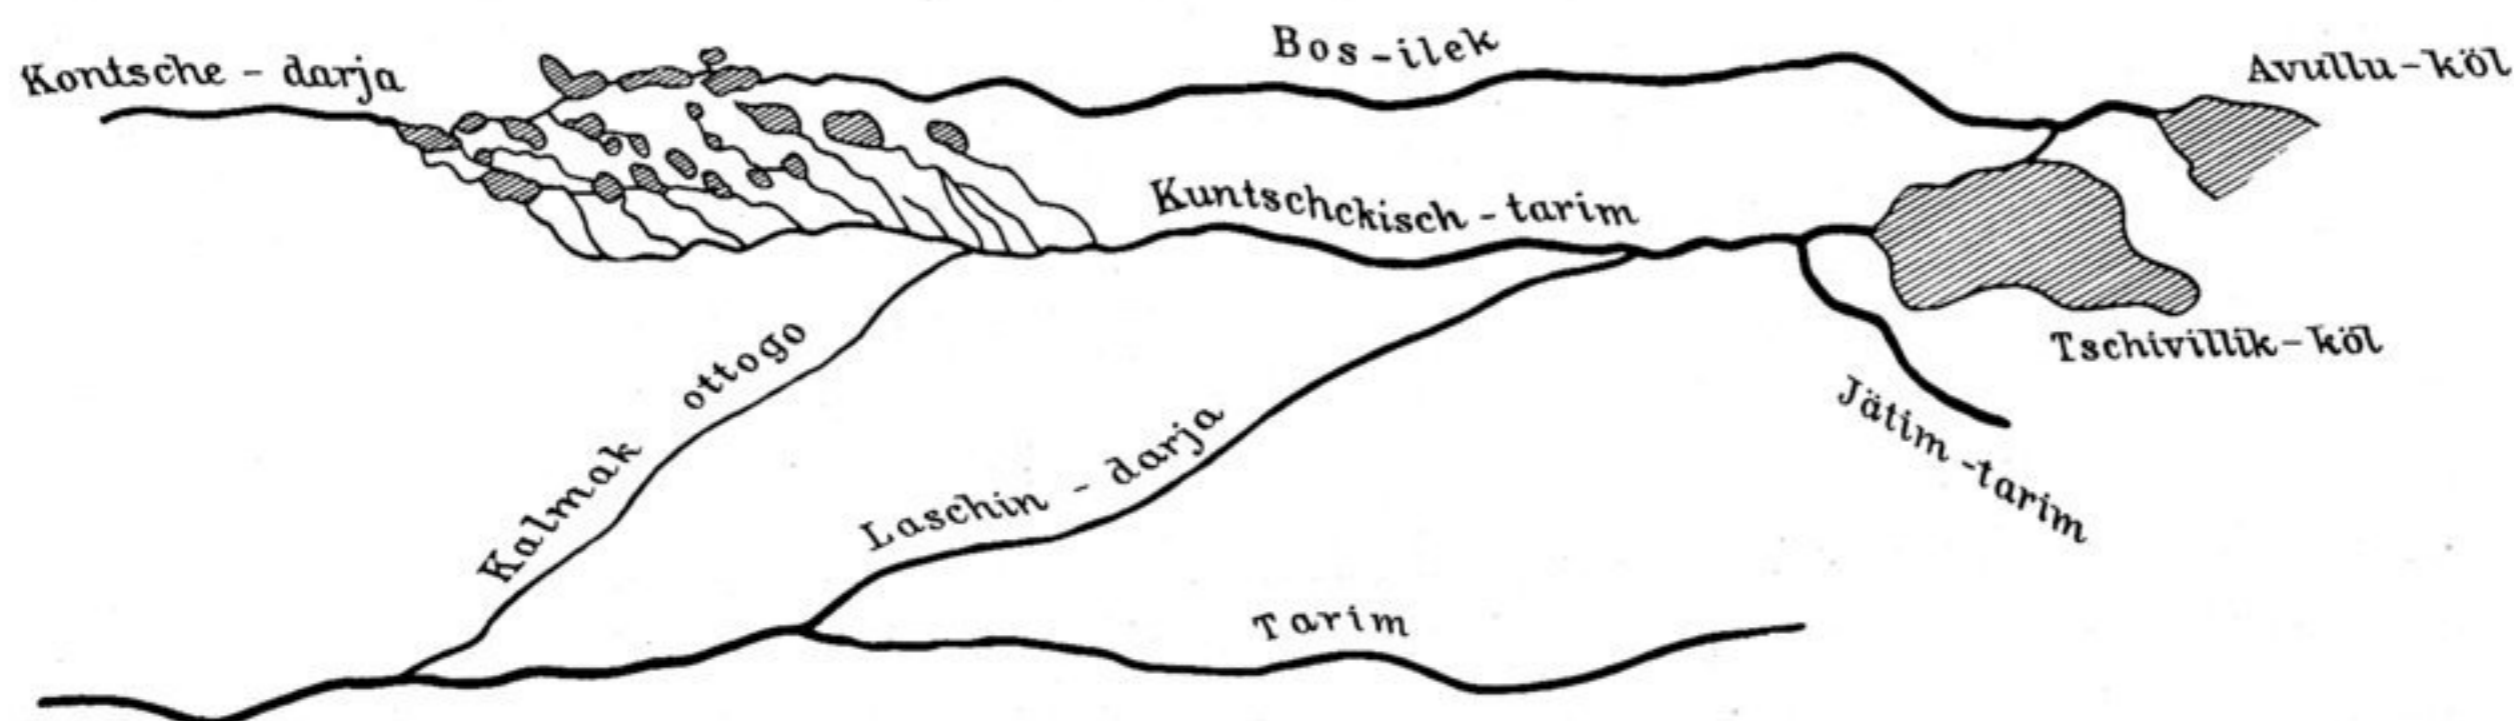 Bos-ilek
Kontsche - darja
Avullu-köl
Kuntschckisch - tarim
Tschivillik-köl
Kalmak ottogo
Laschin - darja
Jätim -tarim
Tarim